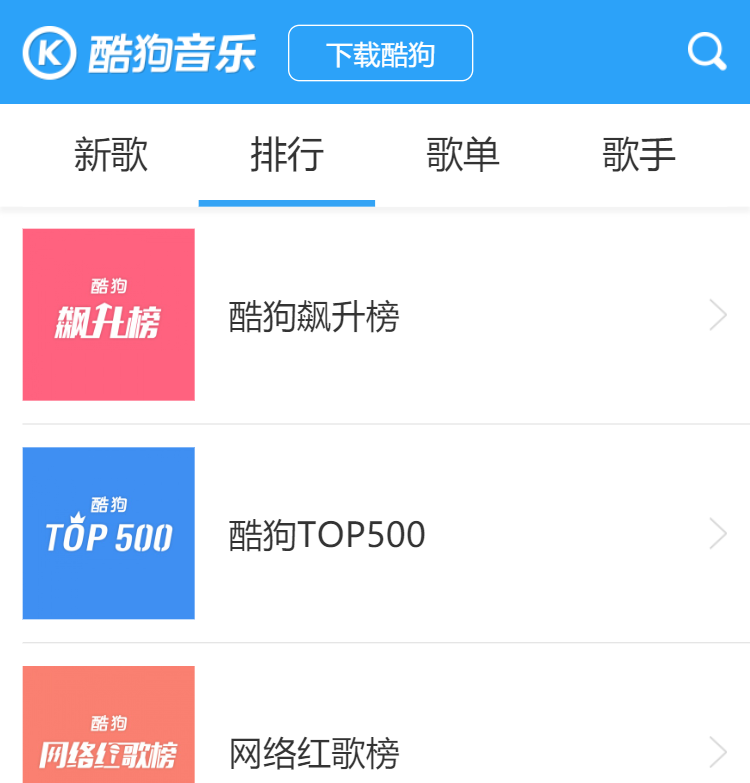 K 酷狗音乐 下载酷狗
新歌 排行 歌单 歌手
酷狗
飙升榜
酷狗飙升榜
酷狗
TOP 500
酷狗TOP500
酷狗
网络红歌榜
网络红歌榜